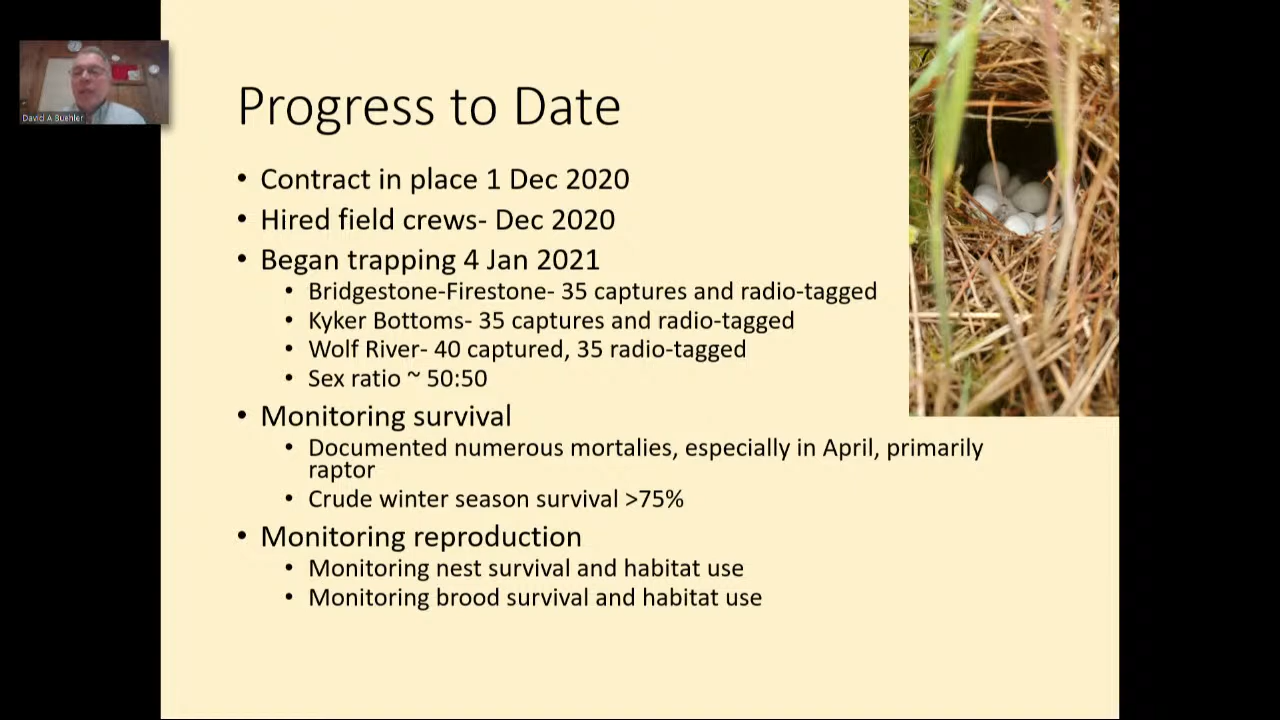 Progress to Date
• Contract in place 1 Dec 2020
• Hired field crews- Dec 2020
• Began trapping 4 Jan 2021
• Bridgestone-Firestone- 35 captures and radio-tagged
• Kyker Bottoms- 35 captures and radio-tagged
• Wolf River- 40 captured, 35 radio-tagged
• Sex ratio ~ 50:50
• Monitoring survival
• Documented numerous mortalies, especially in April, primarily
raptor
• Crude winter season survival >75%
• Monitoring reproduction
• Monitoring nest survival and habitat use
• Monitoring brood survival and habitat use
David A Buehler